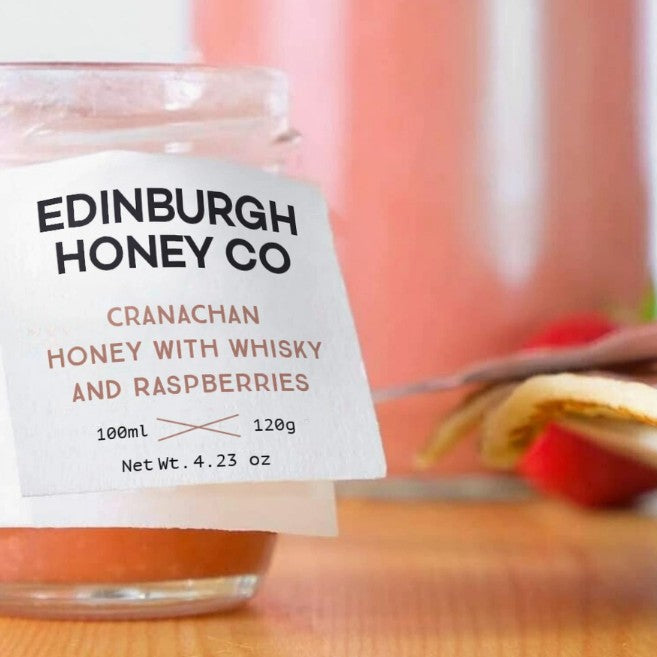 EDINBURGH
HONEY CO
CRANACHAN
HONEY WITH WHISKY
AND RASPBERRIES
100ml 120g
Net Wt. 4.23 oz